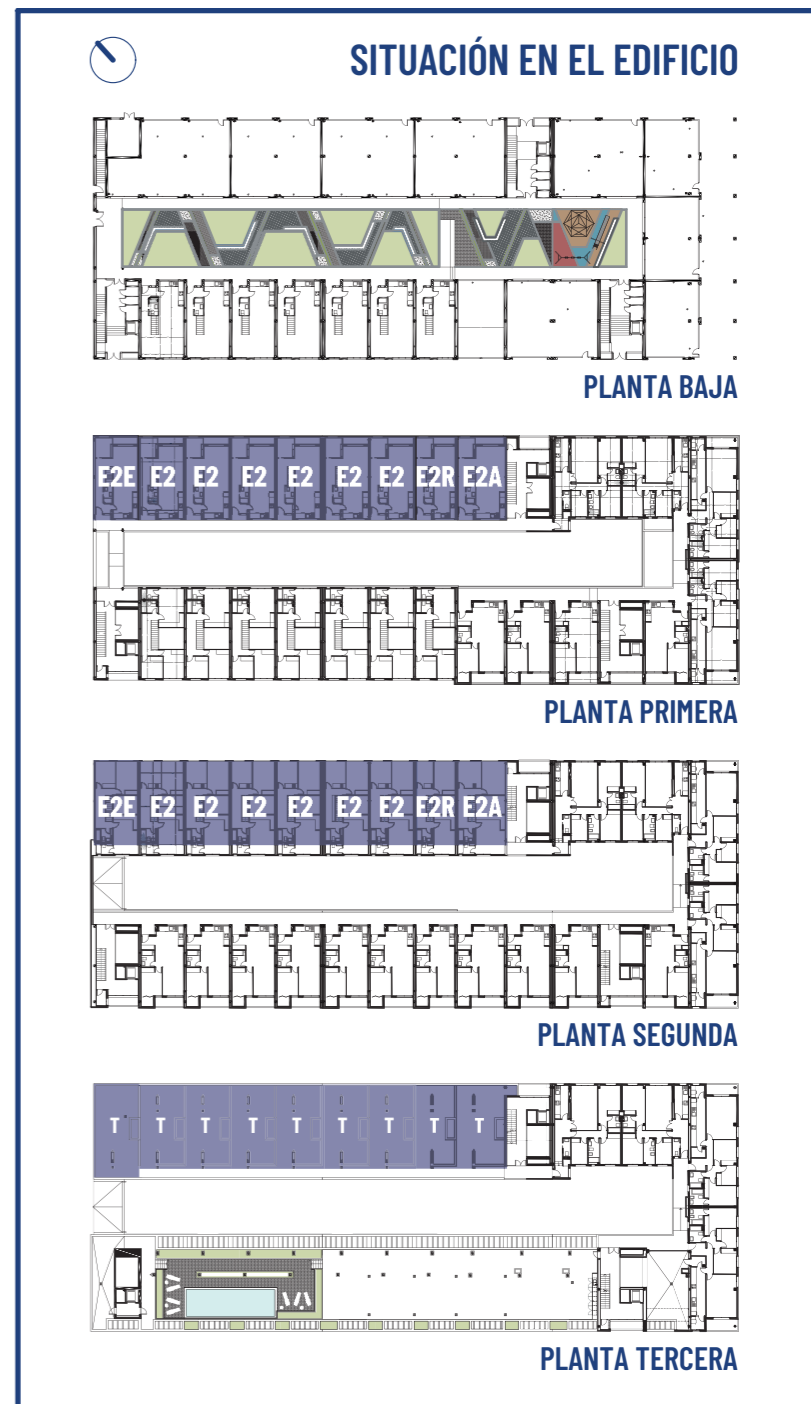 SITUACIÓN EN EL EDIFICIO
PLANTA BAJA
E2E E2 E2 E2 E2 E2 E2 E2R E2A
PLANTA PRIMERA
E2E E2 E2 E2 E2 E2 E2 E2R E2A
PLANTA SEGUNDA
T T T T T T T T T
PLANTA TERCERA